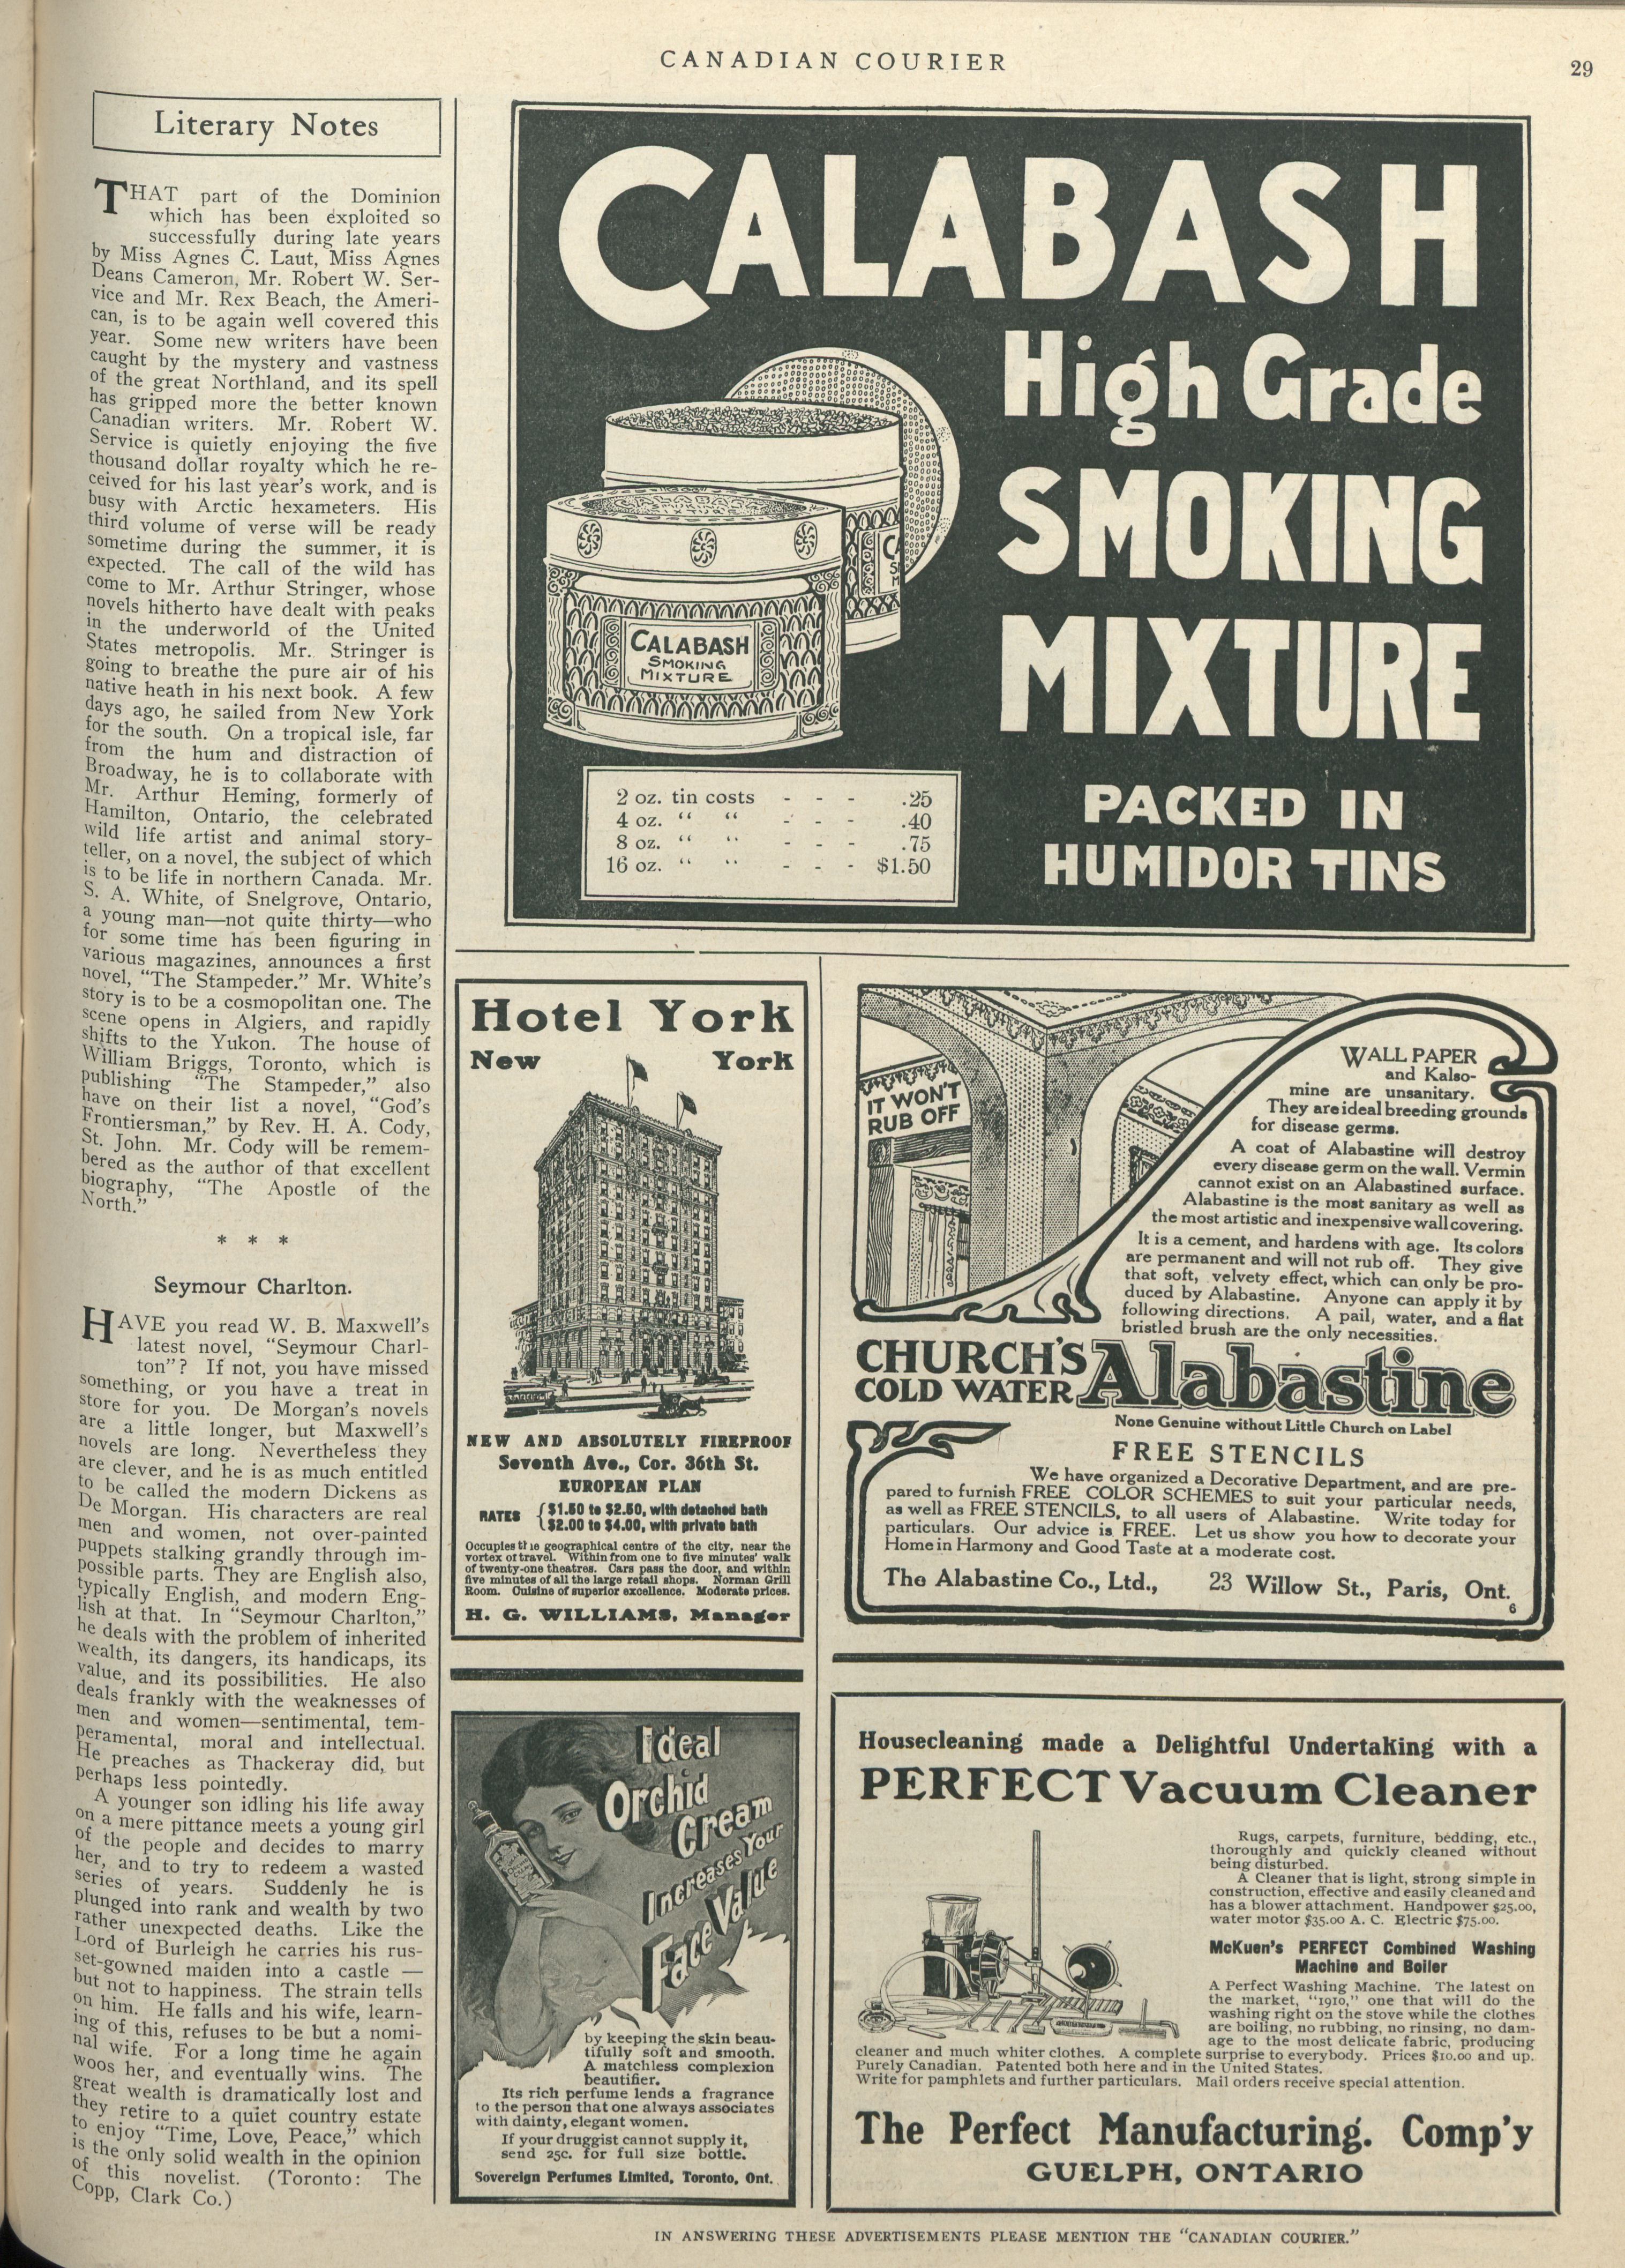 CANADIAN COURIER
29
Literary Notes
THAT part of the Dominion
which has been exploited so
successfully during late years
by Miss Agnes C. Laut, Miss Agnes
Deans Cameron, Mr. Robert W. Ser-
vice and Mr. Rex Beach, the Ameri-
can, is to be again well covered this
year. Some new writers have been
caught by the mystery and vastness
of the great Northland, and its spell
has gripped more the better known
Canadian writers. Mr. Robert W.
Service is quietly enjoying the five
thousand dollar royalty which he re-
ceived for his last year's work, and is
busy with Arctic hexameters. His
third volume of verse will be ready
sometime during the summer, it is
expected. The call of the wild has
come to Mr. Arthur Stringer, whose
novels hitherto have dealt with peaks
in the underworld of the United
States metropolis. Mr. Stringer is
going to breathe the pure air of his
native heath in his next book. A few
days ago, he sailed from New York
for the south. On a tropical isle, far
from the hum and distraction of
Broadway, he is to collaborate with
Mr. Arthur Heming, formerly of
Hamilton, Ontario, the celebrated
wild life artist and animal story-
teller, on a novel, the subject of which
is to be life in northern Canada. Mr.
S. A. White, of Snelgrove, Ontario,
a young man—not quite thirty—who
for some time has been figuring in
various magazines, announces a first
novel, "The Stampeder." Mr. White's
story is to be a cosmopolitan one. The
scene opens in Algiers, and rapidly
shifts to the Yukon. The house of
William Briggs, Toronto, which is
publishing "The Stampeder," also
have on their list a novel, "God's
Frontiersman," by Rev. H. A. Cody,
St. John. Mr. Cody will be remem-
bered as the author of that excellent
biography, "The Apostle of the
North."
* * *
Seymour Charlton.
HAVE you read W. B. Maxwell's
latest novel, "Seymour Charl-
ton"? If not, you have missed
something, or you have a treat in
store for you. De Morgan's novels
are a little longer, but Maxwell's
novels are long. Nevertheless they
are clever, and he is as much entitled
to be called the modern Dickens as
De Morgan. His characters are real
men and women, not over-painted
puppets stalking grandly through im-
possible parts. They are English also,
typically English, and modern Eng-
lish at that. In "Seymour Charlton,"
he deals with the problem of inherited
wealth, its dangers, its handicaps, its
value, and its possibilities. He also
deals frankly with the weaknesses of
men and women—sentimental, tem-
peramental, moral and intellectual.
He preaches as Thackeray did, but
perhaps less pointedly.
A younger son idling his life away
on a mere pittance meets a young girl
of the people and decides to marry
her, and to try to redeem a wasted
series of years. Suddenly he is
plunged into rank and wealth by two
rather unexpected deaths. Like the
Lord of Burleigh he carries his rus-
set-gowned maiden into a castle —
but not to happiness. The strain tells
on him. He falls and his wife, learn-
ing of this, refuses to be but a nomi-
nal wife. For a long time he again
woos her, and eventually wins. The
great wealth is dramatically lost and
they retire to a quiet country estate
to enjoy "Time, Love, Peace," which
is the only solid wealth in the opinion
of this novelist. (Toronto: The
Copp, Clark Co.)
CALABASH
High Grade
SMOKING
MIXTURE
CALABASH
SMOKING
MIXTURE
2 oz. tin costs - - - .25
4 oz. " " - - - .40
8 oz. " " - - - .75
16 oz. " " - - - $1.50
PACKED IN
HUMIDOR TINS
Hotel York
New York
NEW AND ABSOLUTELY FIREPROOF
Seventh Ave., Cor. 36th St.
EUROPEAN PLAN
RATES { $1.50 to $2.50, with detached bath
$2.00 to $4.00, with private bath
Occupies the geographical centre of the city, near the
vortex of travel. Within from one to five minutes' walk
of twenty-one theatres. Cars pass the door, and within
five minutes of all the large retail shops. Norman Grill
Room. Cuisine of superior excellence. Moderate prices.
H. G. WILLIAMS, Manager
IT WON'T
RUB OFF
WALL PAPER
and Kalso-
mine are unsanitary.
They are ideal breeding grounds
for disease germs.
A coat of Alabastine will destroy
every disease germ on the wall. Vermin
cannot exist on an Alabastined surface.
Alabastine is the most sanitary as well as
the most artistic and inexpensive wall covering.
It is a cement, and hardens with age. Its colors
are permanent and will not rub off. They give
that soft, velvety effect, which can only be pro-
duced by Alabastine. Anyone can apply it by
following directions. A pail, water, and a flat
bristled brush are the only necessities.
CHURCH'S
COLD WATER
Alabastine
None Genuine without Little Church on Label
FREE STENCILS
We have organized a Decorative Department, and are pre-
pared to furnish FREE COLOR SCHEMES to suit your particular needs,
as well as FREE STENCILS, to all users of Alabastine. Write today for
particulars. Our advice is FREE. Let us show you how to decorate your
Home in Harmony and Good Taste at a moderate cost.
The Alabastine Co., Ltd., 23 Willow St., Paris, Ont.
6
Ideal
Orchid
Cream
Increases Your
Face Value
by keeping the skin beau-
tifully soft and smooth.
A matchless complexion
beautifier.
Its rich perfume lends a fragrance
to the person that one always associates
with dainty, elegant women.
If your druggist cannot supply it,
send 25c. for full size bottle.
Sovereign Perfumes Limited, Toronto, Ont.
Housecleaning made a Delightful Undertaking with a
PERFECT Vacuum Cleaner
Rugs, carpets, furniture, bedding, etc.,
thoroughly and quickly cleaned without
being disturbed.
A Cleaner that is light, strong simple in
construction, effective and easily cleaned and
has a blower attachment. Handpower $25.00,
water motor $35.00 A. C. Electric $75.00.
McKuen's PERFECT Combined Washing
Machine and Boiler
A Perfect Washing Machine. The latest on
the market, "1910," one that will do the
washing right on the stove while the clothes
are boiling, no rubbing, no rinsing, no dam-
age to the most delicate fabric, producing
cleaner and much whiter clothes. A complete surprise to everybody. Prices $10.00 and up.
Purely Canadian. Patented both here and in the United States.
Write for pamphlets and further particulars. Mail orders receive special attention.
The Perfect Manufacturing. Comp'y
GUELPH, ONTARIO
IN ANSWERING THESE ADVERTISEMENTS PLEASE MENTION THE "CANADIAN COURIER."